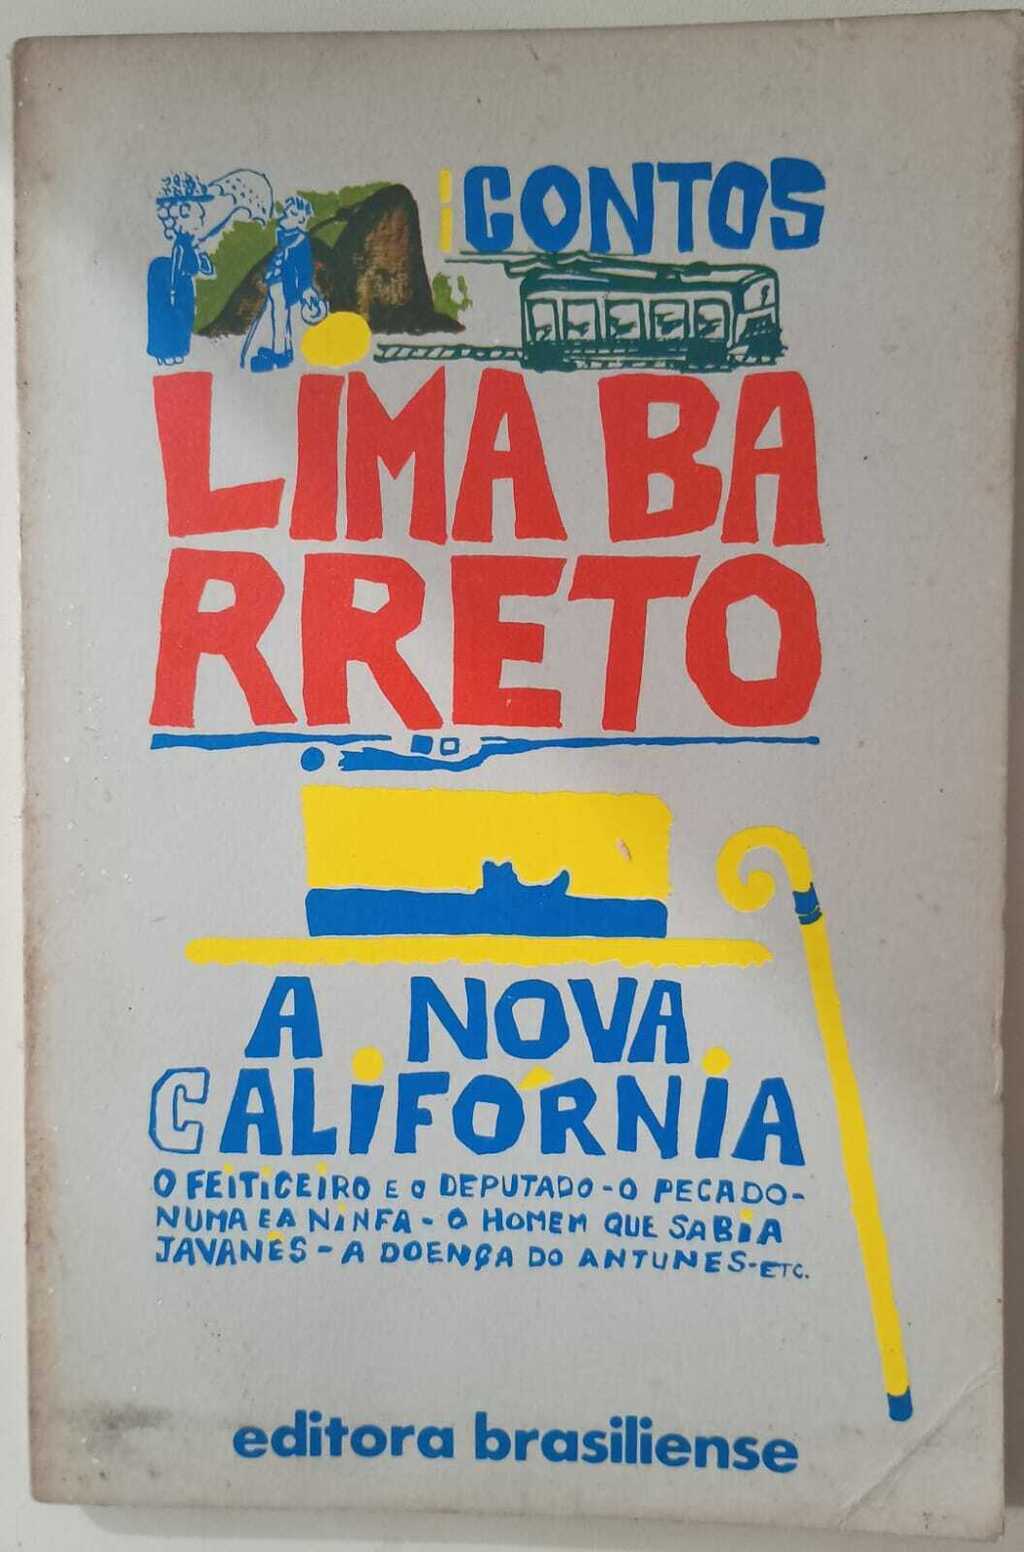 CONTOS
LIMA BA
RRETO
A NOVA
CALIFÓRNIA
O FEITICEIRO E O DEPUTADO - O PECADO -
NUMA E A NINFA - O HOMEM QUE SABIA
JAVANÊS - A DOENÇA DO ANTUNES - ETC.
editora brasiliense